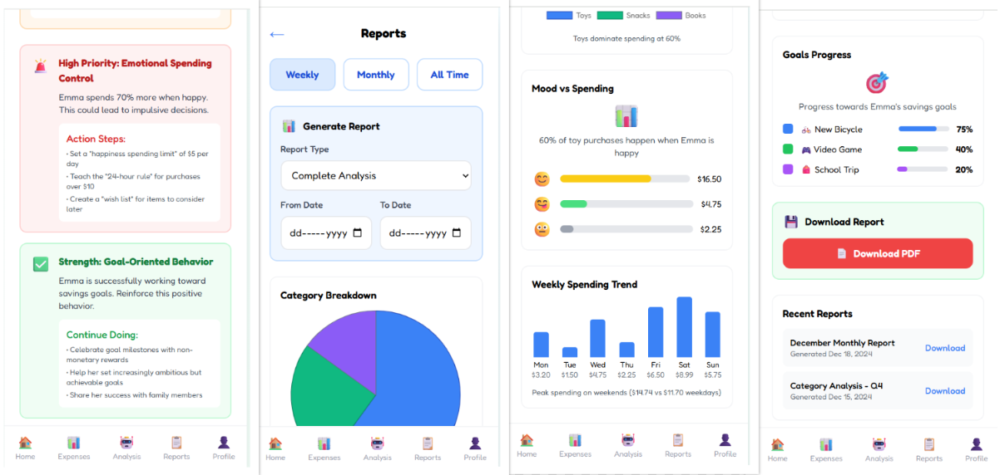 High Priority: Emotional Spending
Control
Emma spends 70% more when happy.
This could lead to impulsive decisions.
Action Steps:
• Set a "happiness spending limit" of $5 per
day
• Teach the "24-hour rule" for purchases
over $10
• Create a "wish list" for items to consider
later
Strength: Goal-Oriented Behavior
Emma is successfully working toward
savings goals. Reinforce this positive
behavior.
Continue Doing:
• Celebrate goal milestones with non-
monetary rewards
• Help her set increasingly ambitious but
achievable goals
• Share her success with family members
Home Expenses Analysis Reports Profile
← Reports
Weekly Monthly All Time
Generate Report
Report Type
Complete Analysis
From Date To Date
dd-----yyyy dd-----yyyy
Category Breakdown
Home Expenses Analysis Reports Profile
Toys Snacks Books
Toys dominate spending at 60%
Mood vs Spending
60% of toy purchases happen when Emma is
happy
$16.50
$4.75
$2.25
Weekly Spending Trend
Mon Tue Wed Thu Fri Sat Sun
$3.20 $1.50 $4.75 $2.25 $6.50 $8.99 $5.75
Peak spending on weekends ($14.74 vs $11.70 weekdays)
Home Expenses Analysis Reports Profile
Goals Progress
Progress towards Emma's savings goals
New Bicycle 75%
Video Game 40%
School Trip 20%
Download Report
Download PDF
Recent Reports
December Monthly Report
Generated Dec 18, 2024
Download
Category Analysis - Q4
Generated Dec 15, 2024
Download
Home Expenses Analysis Reports Profile